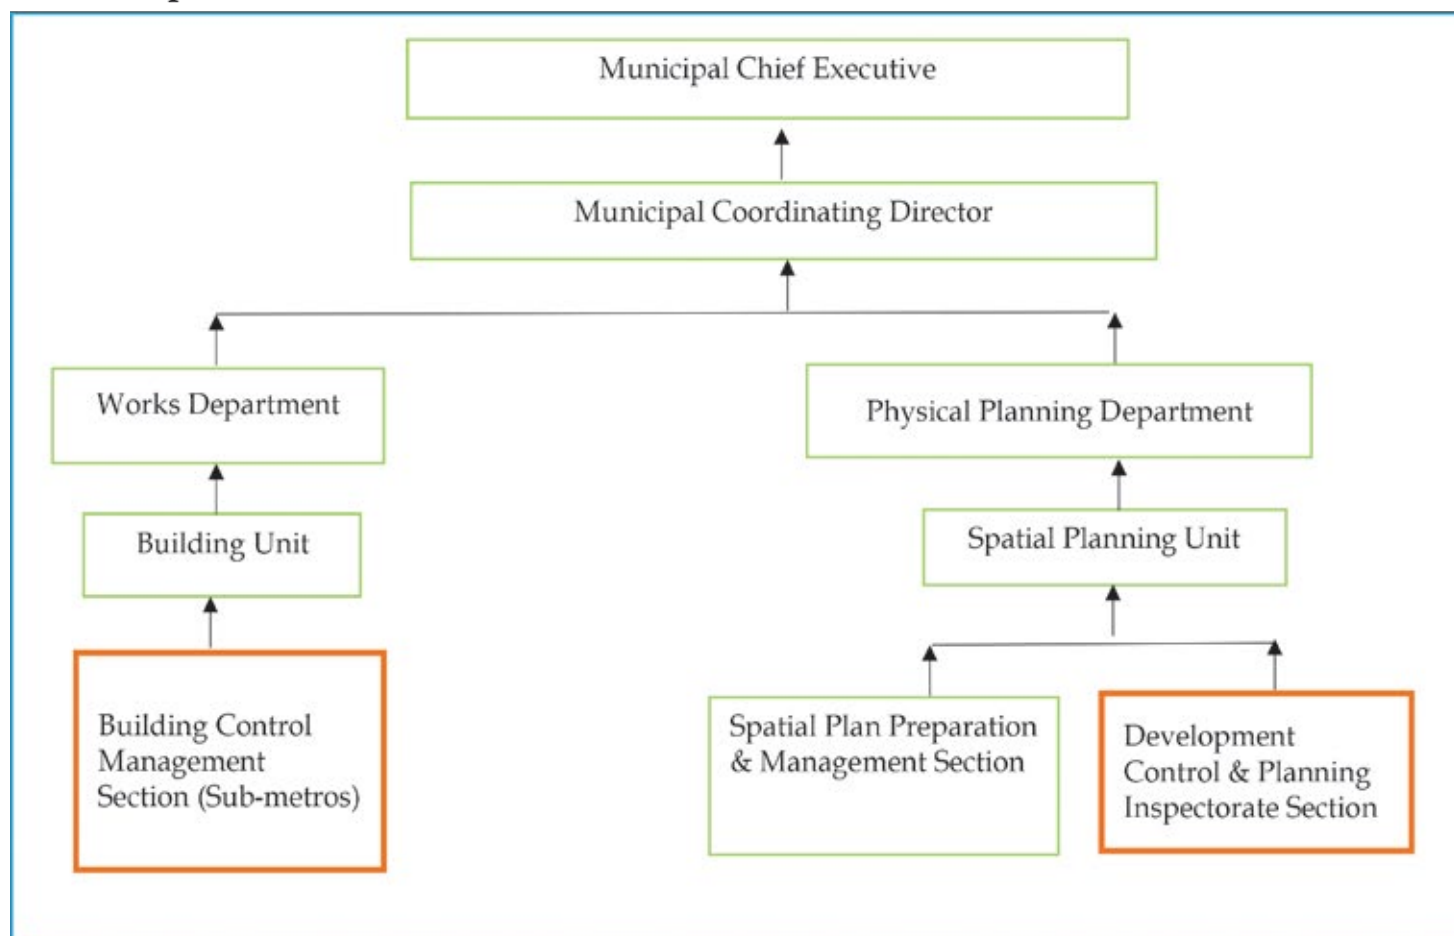 Municipal Chief Executive
Municipal Coordinating Director
Works Department
Physical Planning Department
Building Unit
Spatial Planning Unit
Building Control
Management
Section (Sub-metros)
Spatial Plan Preparation
& Management Section
Development
Control & Planning
Inspectorate Section